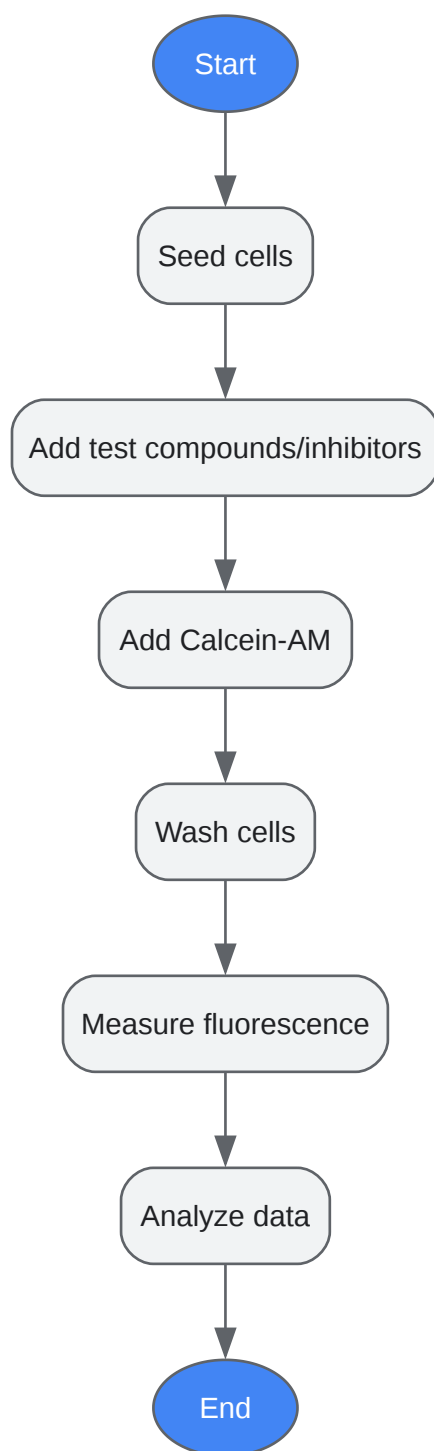 Start
Seed cells
Add test compounds/inhibitors
Add Calcein-AM
Wash cells
Measure fluorescence
Analyze data
End